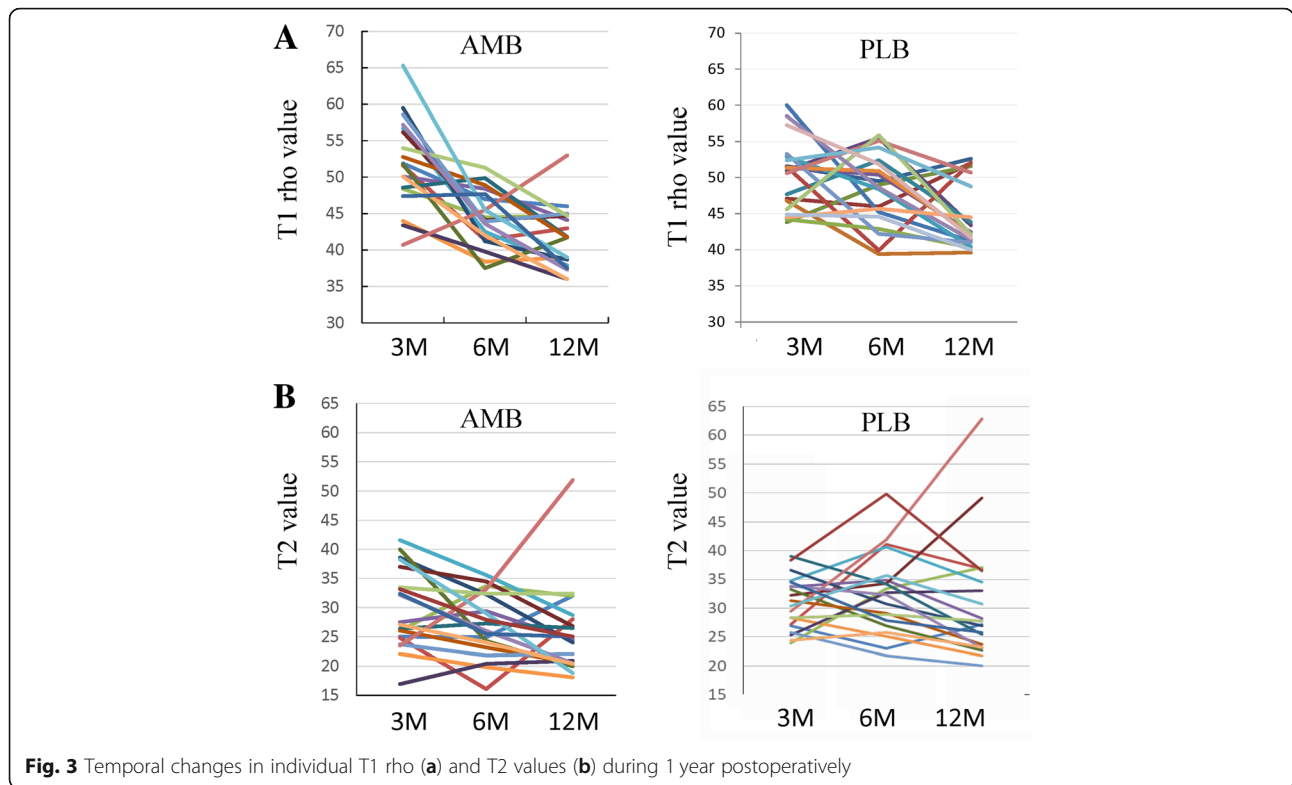 A
AMB
PLB
T1 rho value
70
65
60
55
50
45
40
35
30
3M 6M 12M
T1 rho value
70
65
60
55
50
45
40
35
30
3M 6M 12M
B
AMB
PLB
T2 value
65
60
55
50
45
40
35
30
25
20
15
3M 6M 12M
T2 value
65
60
55
50
45
40
35
30
25
20
15
3M 6M 12M
Fig. 3 Temporal changes in individual T1 rho (a) and T2 values (b) during 1 year postoperatively